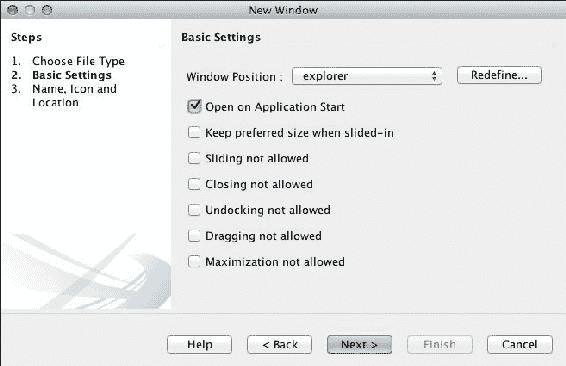 New Window
Steps
1. Choose File Type
2. Basic Settings
3. Name, Icon and
Location
Basic Settings
Window Position :
explorer
Redefine...
Open on Application Start
Keep preferred size when slided-in
Sliding not allowed
Closing not allowed
Undocking not allowed
Dragging not allowed
Maximization not allowed
Help
< Back
Next >
Finish
Cancel